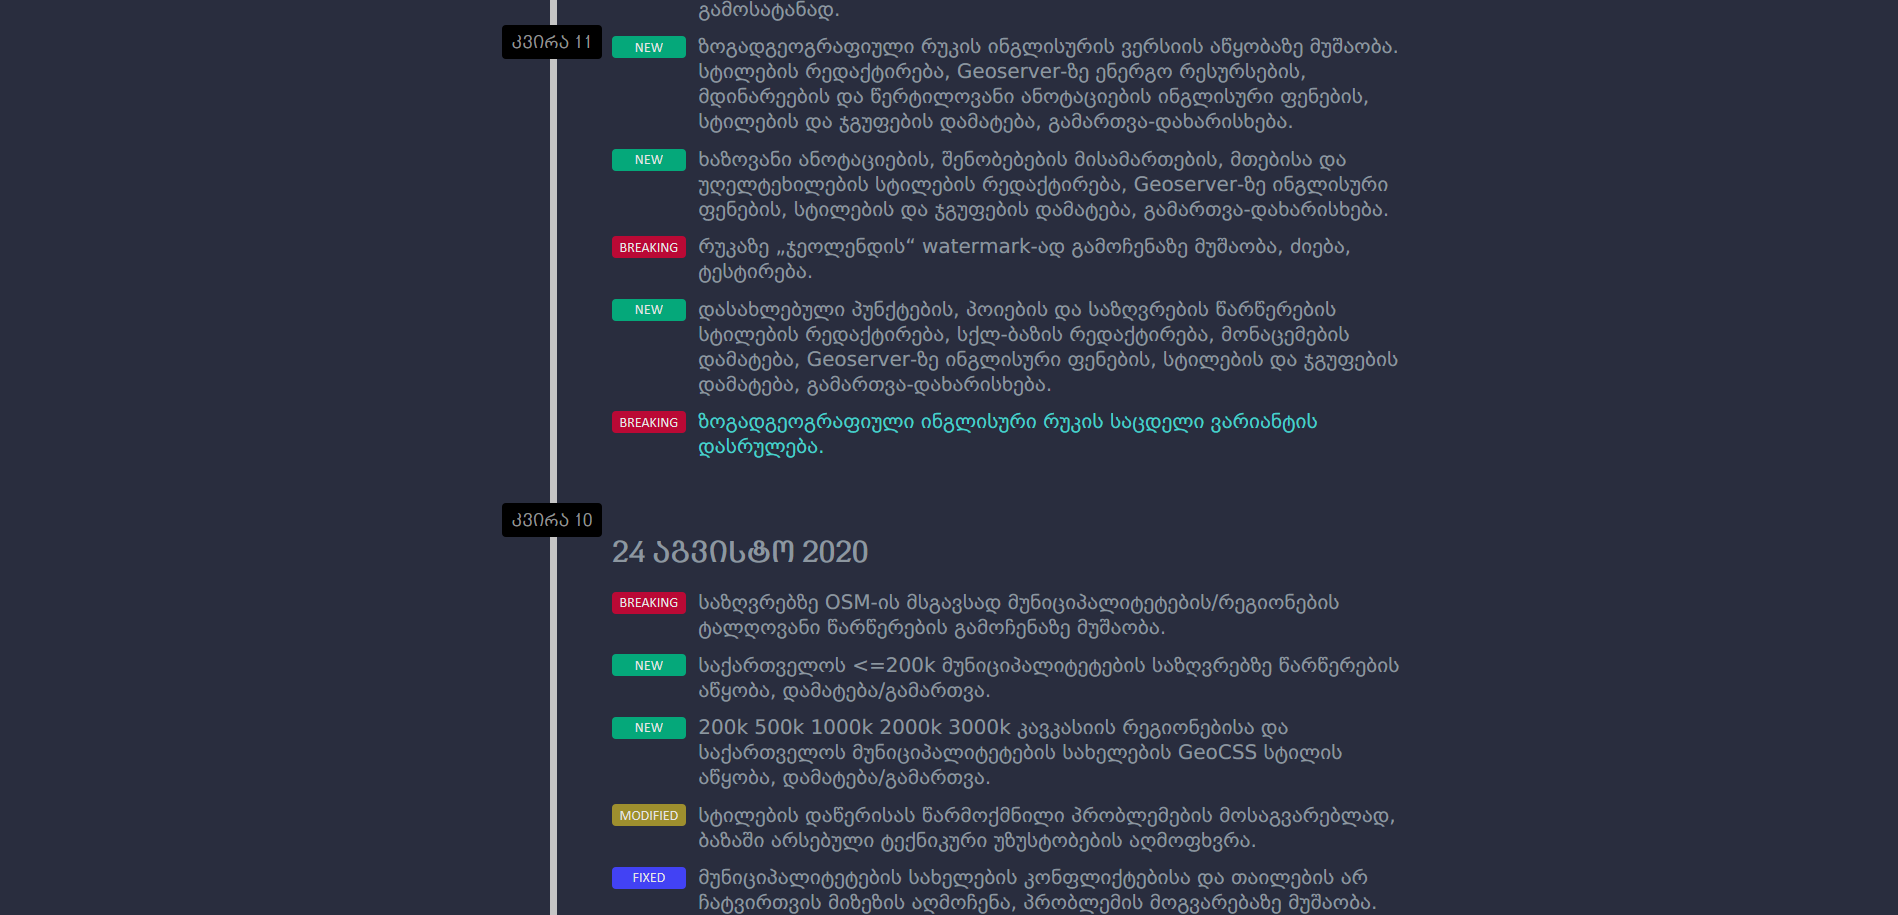 გამოსატანად.
კვირა 11
NEW ზოგადგეოგრაფიული რუკის ინგლისურის ვერსიის აწყობაზე მუშაობა.
სტილების რედაქტირება, Geoserver-ზე ენერგო რესურსების,
მდინარეების და წერტილოვანი ანოტაციების ინგლისური ფენების,
სტილების და ჯგუფების დამატება, გამართვა-დახარისხება.
NEW ხაზოვანი ანოტაციების, შენობებების მისამართების, მთებისა და
უღელტეხილების სტილების რედაქტირება, Geoserver-ზე ინგლისური
ფენების, სტილების და ჯგუფების დამატება, გამართვა-დახარისხება.
BREAKING რუკაზე „ჯეოლენდის“ watermark-ად გამოჩენაზე მუშაობა, ძიება,
ტესტირება.
NEW დასახლებული პუნქტების, პოიების და საზღვრების წარწერების
სტილების რედაქტირება, სქლ-ბაზის რედაქტირება, მონაცემების
დამატება, Geoserver-ზე ინგლისური ფენების, სტილების და ჯგუფების
დამატება, გამართვა-დახარისხება.
BREAKING ზოგადგეოგრაფიული ინგლისური რუკის საცდელი ვარიანტის
დასრულება.
კვირა 10
24 აგვისტო 2020
BREAKING საზღვრებზე OSM-ის მსგავსად მუნიციპალიტეტების/რეგიონების
ტალღოვანი წარწერების გამოჩენაზე მუშაობა.
NEW საქართველოს <=200k მუნიციპალიტეტების საზღვრებზე წარწერების
აწყობა, დამატება/გამართვა.
NEW 200k 500k 1000k 2000k 3000k კავკასიის რეგიონებისა და
საქართველოს მუნიციპალიტეტების სახელების GeoCSS სტილის
აწყობა, დამატება/გამართვა.
MODIFIED სტილების დაწერისას წარმოქმნილი პრობლემების მოსაგვარებლად,
ბაზაში არსებული ტექნიკური უზუსტობების აღმოფხვრა.
FIXED მუნიციპალიტეტების სახელების კონფლიქტებისა და თაილების არ
ჩატვირთვის მიზეზის აღმოჩენა, პრობლემის მოგვარებაზე მუშაობა.